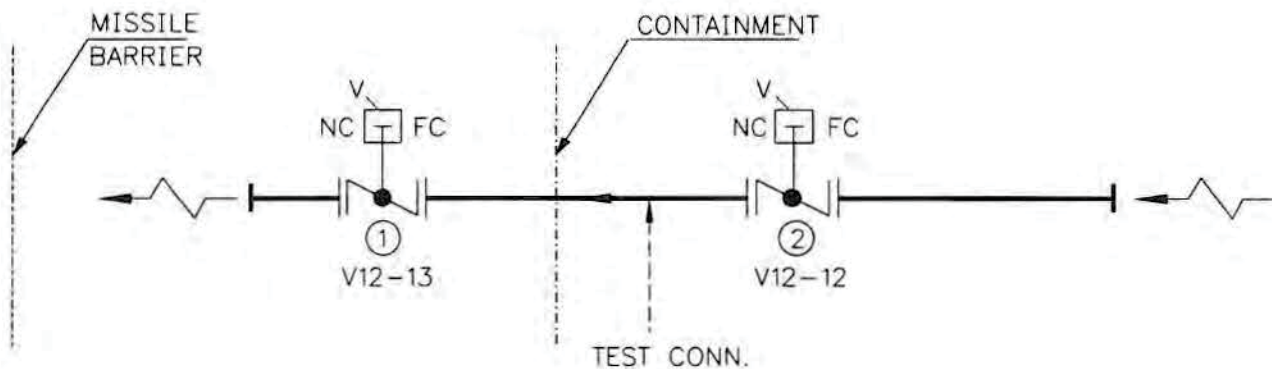 MISSILE
BARRIER
CONTAINMENT
V
NC FC
V
NC FC
1
V12-13
2
V12-12
TEST CONN.